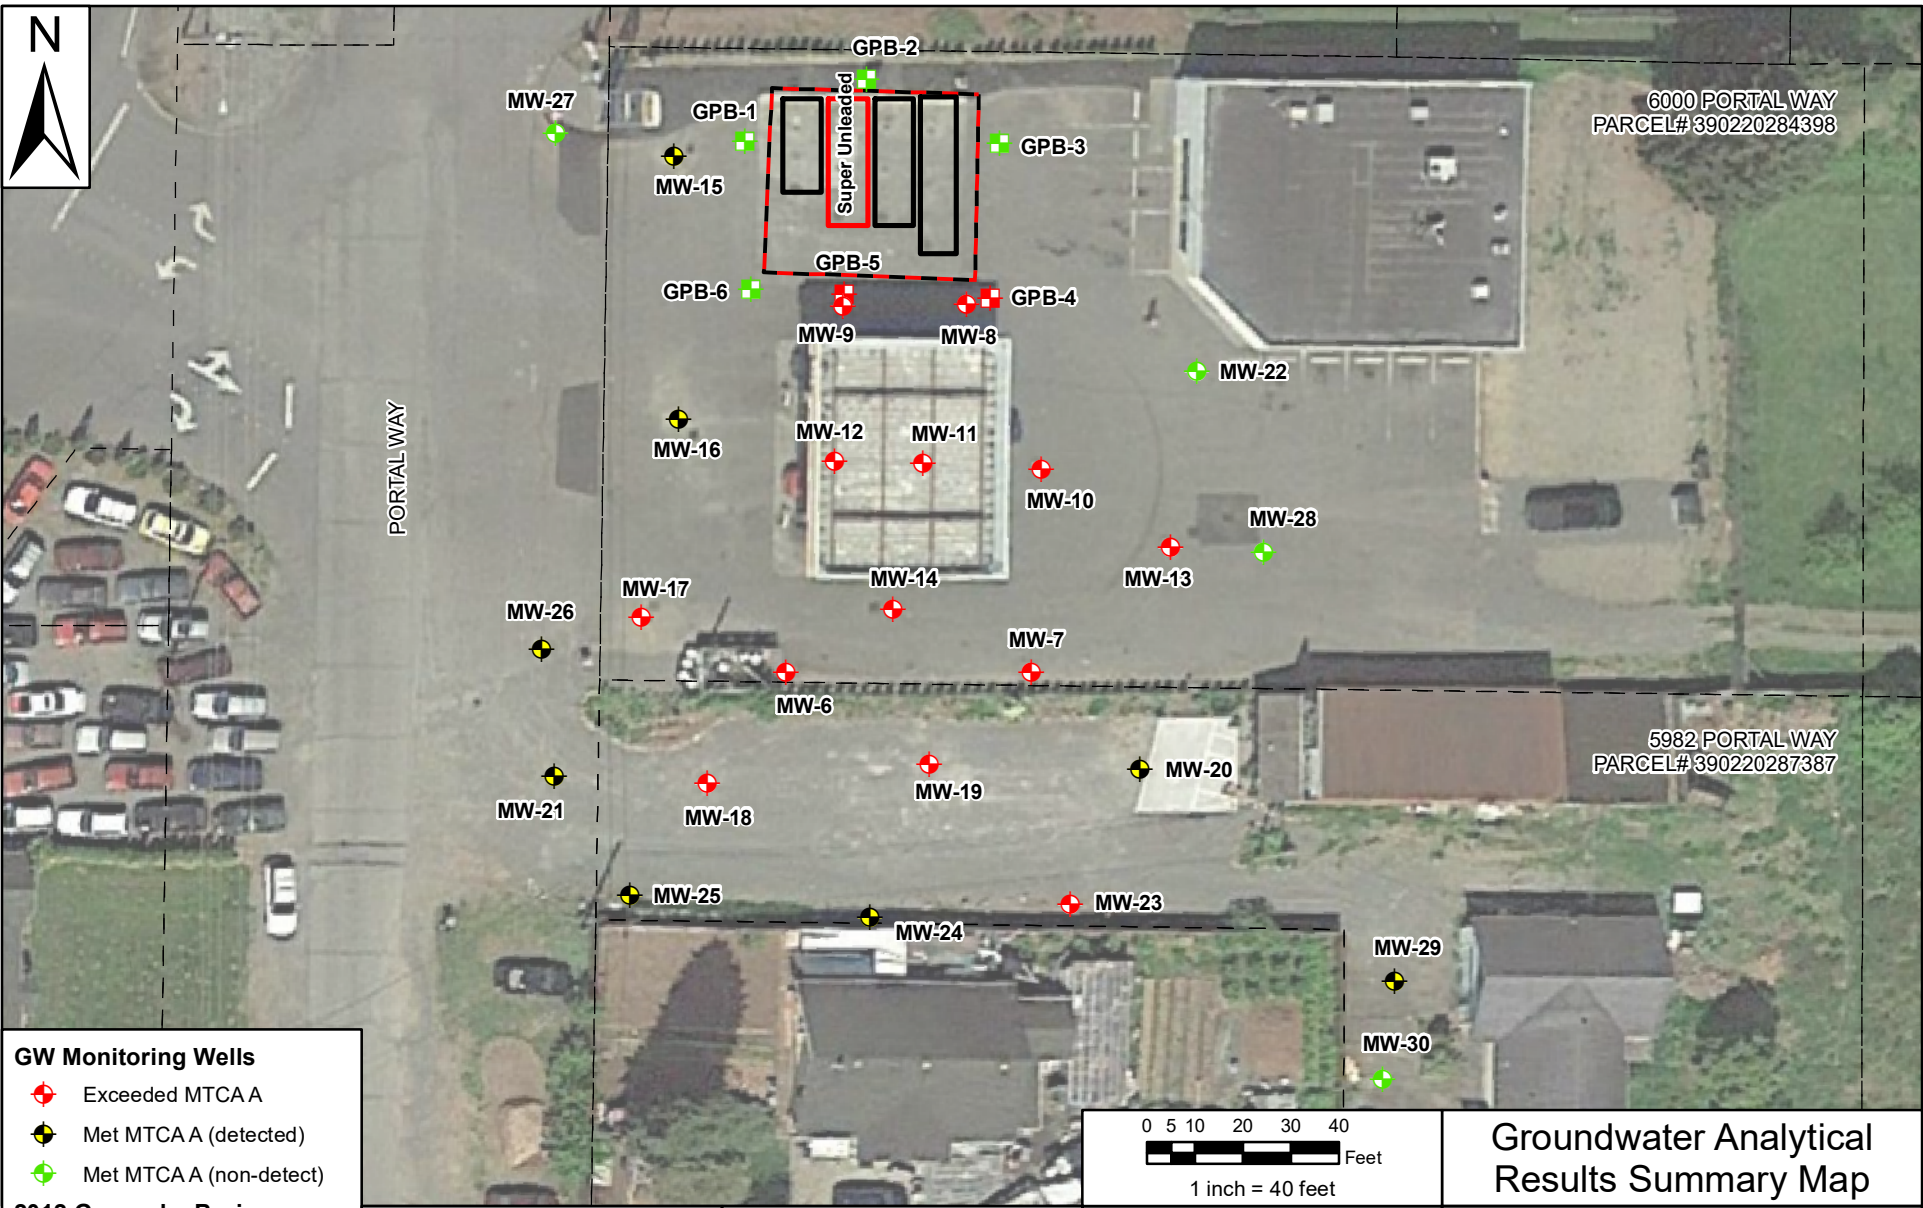 N
GPB-2
MW-27
GPB-1
Super Unleaded
6000 PORTAL WAY
PARCEL# 390220284398
GPB-3
MW-15
GPB-5
GPB-6
GPB-4
MW-9
MW-8
MW-22
PORTAL WAY
MW-16
MW-12
MW-11
MW-10
MW-28
MW-13
MW-14
MW-17
MW-26
MW-7
MW-6
5982 PORTAL WAY
PARCEL# 390220287387
MW-20
MW-19
MW-21
MW-18
MW-25
MW-23
MW-24
MW-29
MW-30
GW Monitoring Wells
Exceeded MTCA A
Met MTCA A (detected)
Met MTCA A (non-detect)
0 5 10 20 30 40
Feet
1 inch = 40 feet
Groundwater Analytical
Results Summary Map